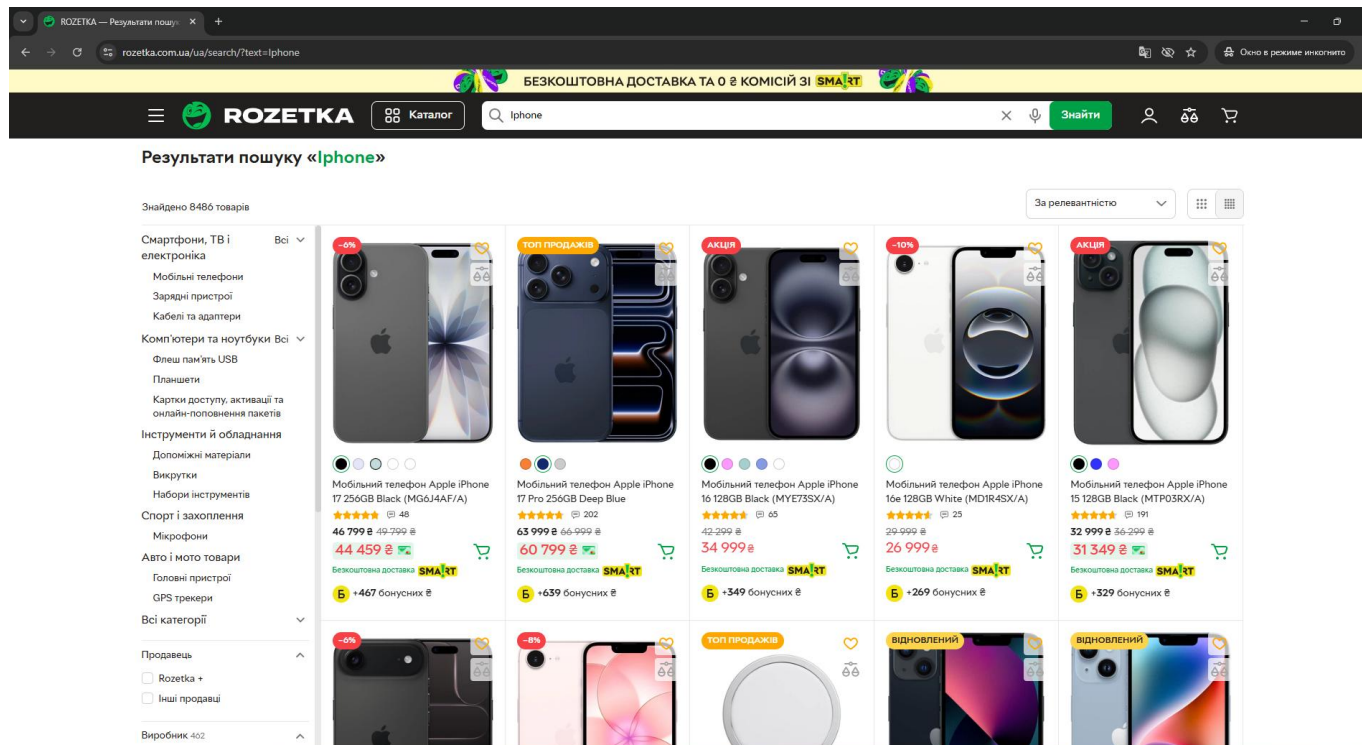 ROZETKA — Результати пошу
rozetka.com.ua/ua/search/?text=Iphone
Окно в режиме инкогнито
БЕЗКОШТОВНА ДОСТАВКА ТА 0 ₴ КОМІСІЙ ЗІ SMART
ROZETKA
Каталог
Iphone
Знайти
Результати пошуку «Iphone»
Знайдено 8486 товарів
За релевантністю
Смартфони, ТВ і електроніка Всі
Мобільні телефони
Зарядні пристрої
Кабелі та адаптери
Комп'ютери та ноутбуки Всі
Флеш пам'ять USB
Планшети
Картки доступу, активації та
онлайн-поповнення пакетів
Інструменти й обладнання
Допоміжні матеріали
Викрутки
Набори інструментів
Спорт і захоплення
Мікрофони
Авто і мото товари
Головні пристрої
GPS трекери
Всі категорії
Продавець
Rozetka +
Інші продавці
Виробник 462
-6%
Мобільний телефон Apple iPhone
17 256GB Black (MG6J4AF/A)
48
46 799 ₴ 49 799 ₴
44 459 ₴
Безкоштовна доставка SMART
Б +467 бонусних ₴
ТОП ПРОДАЖІВ
Мобільний телефон Apple iPhone
17 Pro 256GB Deep Blue
202
63 999 ₴ 66 999 ₴
60 799 ₴
Безкоштовна доставка SMART
Б +639 бонусних ₴
АКЦІЯ
Мобільний телефон Apple iPhone
16 128GB Black (MYE73SX/A)
65
42 299 ₴
34 999 ₴
Безкоштовна доставка SMART
Б +349 бонусних ₴
-10%
Мобільний телефон Apple iPhone
16e 128GB White (MD1R4SX/A)
25
29 999 ₴
26 999 ₴
Безкоштовна доставка SMART
Б +269 бонусних ₴
АКЦІЯ
Мобільний телефон Apple iPhone
15 128GB Black (MTP03RX/A)
191
32 999 ₴ 36 299 ₴
31 349 ₴
Безкоштовна доставка SMART
Б +329 бонусних ₴
-6%
-8%
ТОП ПРОДАЖІВ
ВІДНОВЛЕНИЙ
ВІДНОВЛЕНИЙ